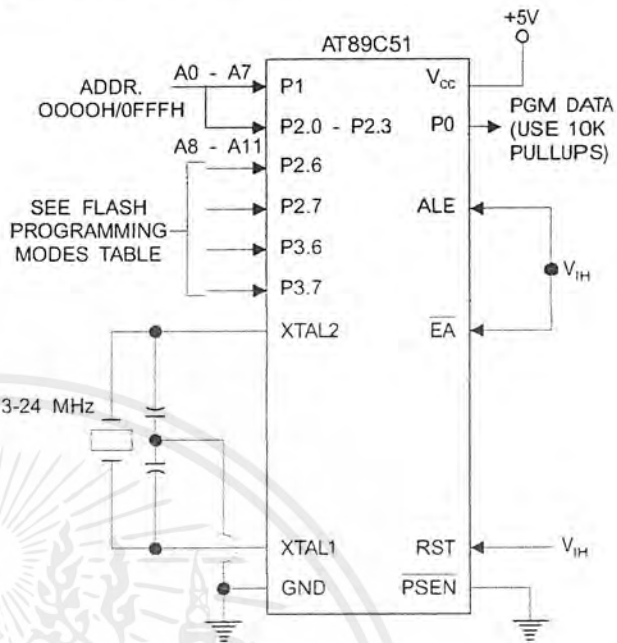 +5V
AT89C51
ADDR.
OOOOH/0FFFH
A0 - A7
P1
Vcc
P2.0 - P2.3
P0
PGM DATA
(USE 10K
PULLUPS)
A8 - A11
P2.6
SEE FLASH
PROGRAMMING
MODES TABLE
P2.7
ALE
P3.6
VIH
P3.7
XTAL2
EA
3-24 MHz
XTAL1
RST
VIH
GND
PSEN